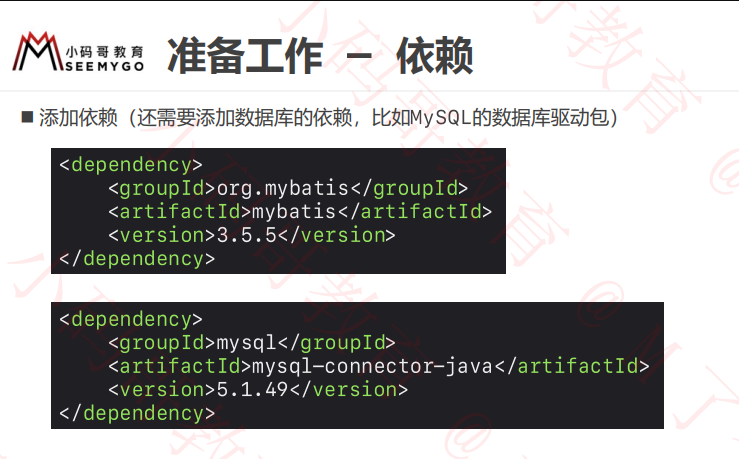 小码哥教育
SEEMYGO
准备工作 – 依赖
■ 添加依赖（还需要添加数据库的依赖，比如MySQL的数据库驱动包）
<dependency>
    <groupId>org.mybatis</groupId>
    <artifactId>mybatis</artifactId>
    <version>3.5.5</version>
</dependency>
<dependency>
    <groupId>mysql</groupId>
    <artifactId>mysql-connector-java</artifactId>
    <version>5.1.49</version>
</dependency>